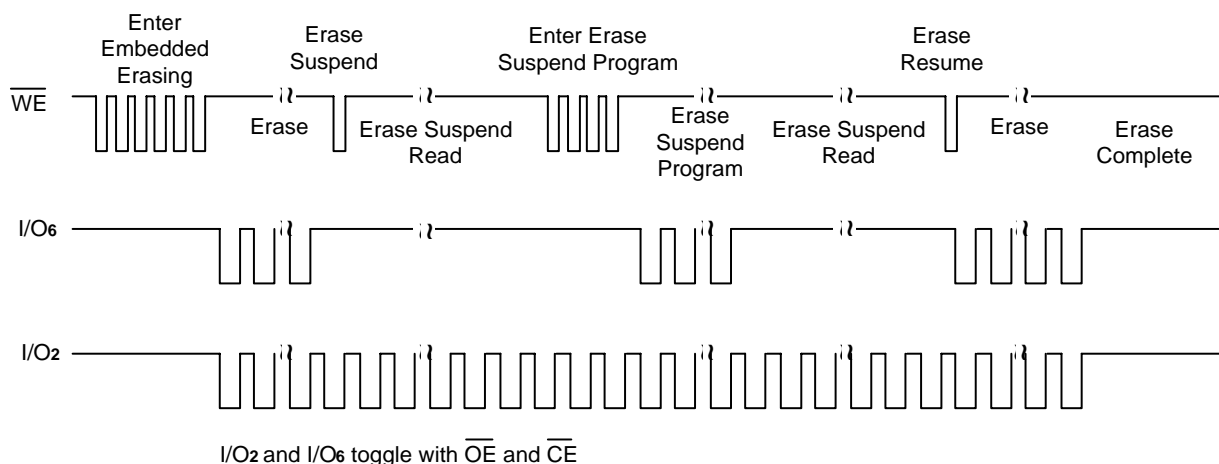 Enter
Embedded
Erasing
Erase
Suspend
Enter Erase
Suspend Program
Erase
Resume
WE
Erase
Erase Suspend
Read
Erase
Suspend
Program
Erase Suspend
Read
Erase
Erase
Complete
I/O6
I/O2
I/O2 and I/O6 toggle with OE and CE